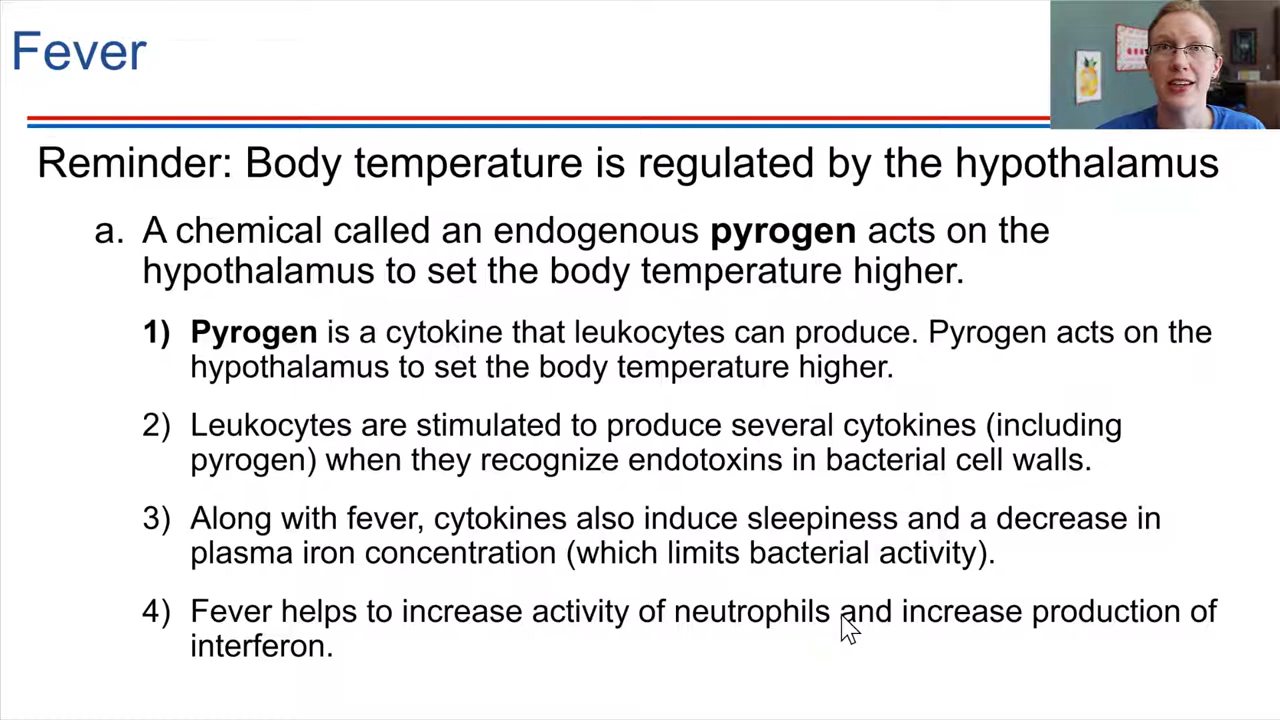 Fever
Reminder: Body temperature is regulated by the hypothalamus
a. A chemical called an endogenous pyrogen acts on the
hypothalamus to set the body temperature higher.
1) Pyrogen is a cytokine that leukocytes can produce. Pyrogen acts on the
hypothalamus to set the body temperature higher.
2) Leukocytes are stimulated to produce several cytokines (including
pyrogen) when they recognize endotoxins in bacterial cell walls.
3) Along with fever, cytokines also induce sleepiness and a decrease in
plasma iron concentration (which limits bacterial activity).
4) Fever helps to increase activity of neutrophils and increase production of
interferon.